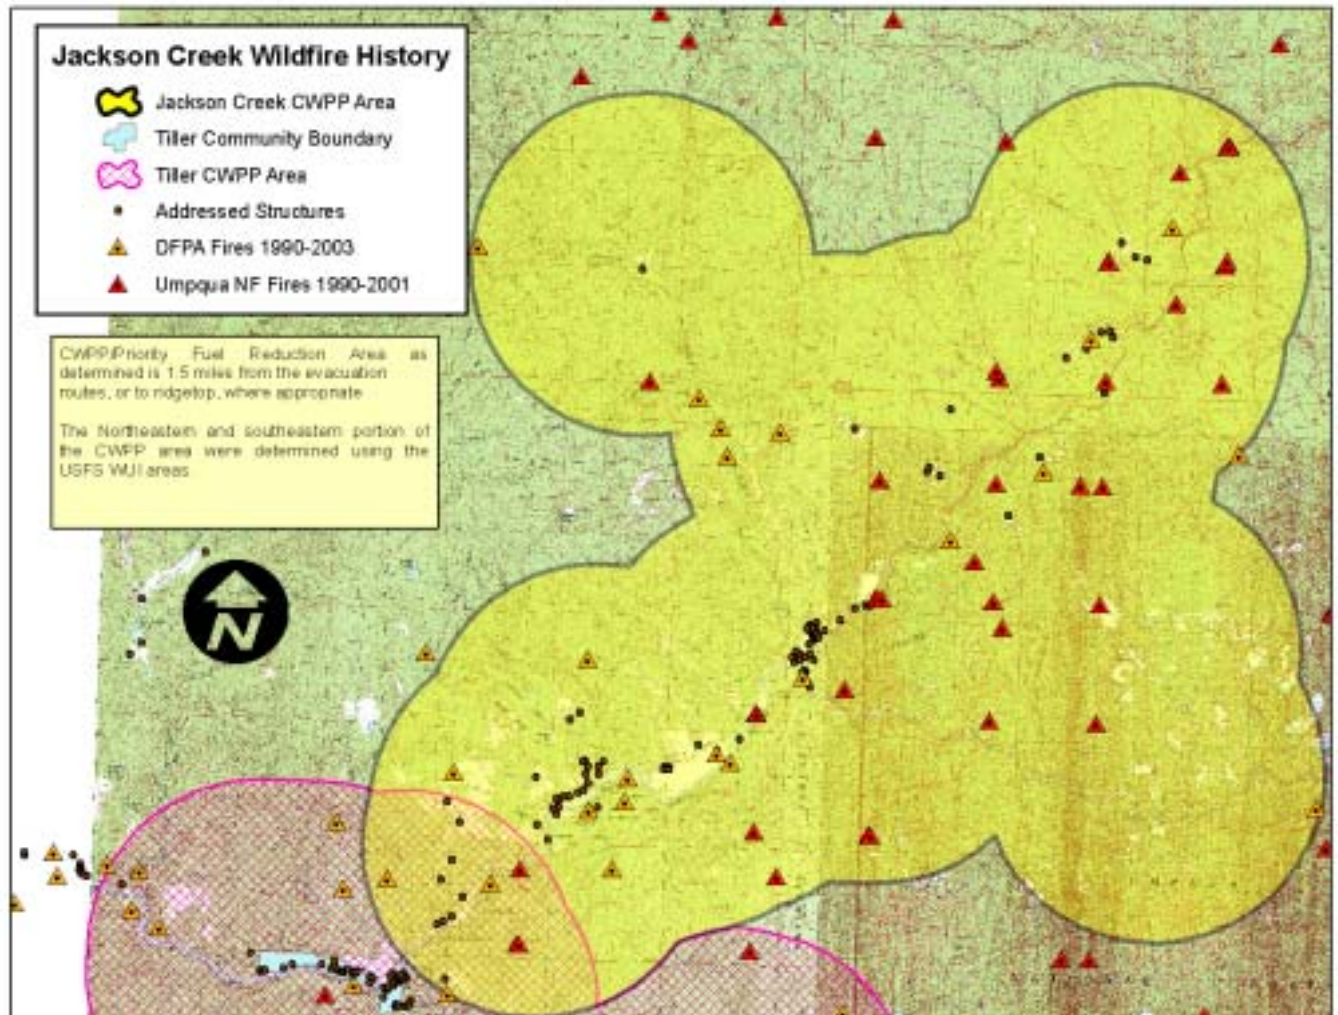 Jackson Creek Wildfire History
Jackson Creek CWPP Area
Tiller Community Boundary
Tiller CWPP Area
Addressed Structures
DFPA Fires 1990-2003
Umpqua NF Fires 1990-2001
CWPP/Priority Fuel Reduction Area as
determined is 1.5 miles from the evacuation
routes, or to ridgetop, where appropriate
The Northeastern and southeastern portion of
the CWPP area were determined using the
USFS WUI areas
N